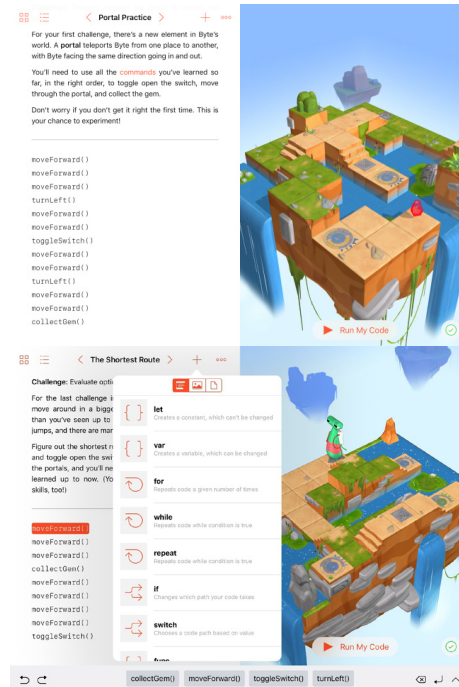 Portal Practice
For your first challenge, there's a new element in Byte's
world. A portal teleports Byte from one place to another,
with Byte facing the same direction going in and coming out.
You'll need to use all the commands you've learned so
far, in the right order, to toggle open the switch, move
through the portal, and collect the gem.
Don't worry if you don't get it right the first time. This is
your chance to experiment!
moveForward()
moveForward()
moveForward()
turnLeft()
moveForward()
moveForward()
toggleSwitch()
moveForward()
moveForward()
turnLeft()
moveForward()
moveForward()
collectGem()
Run My Code
The Shortest Route
Challenge: Evaluate
For the last challenge
move around in a
than you've seen up to
jumps, and there are
Figure out the shortest
and toggle open the
the portals, and you'll
learned up to now.
skills, too!)
moveForward()
moveForward()
moveForward()
collectGem()
moveForward()
moveForward()
moveForward()
moveForward()
toggleSwitch()
let
Creates a constant, which can't be changed
var
Creates a variable, which can be changed
for
Repeats code a given number of times
while
Repeats code while condition is true
repeat
Repeats code while condition is true
if
Changes which path your code takes
switch
Chooses a code path based on value
func
Run My Code
collectGem()
moveForward()
toggleSwitch()
turnLeft()